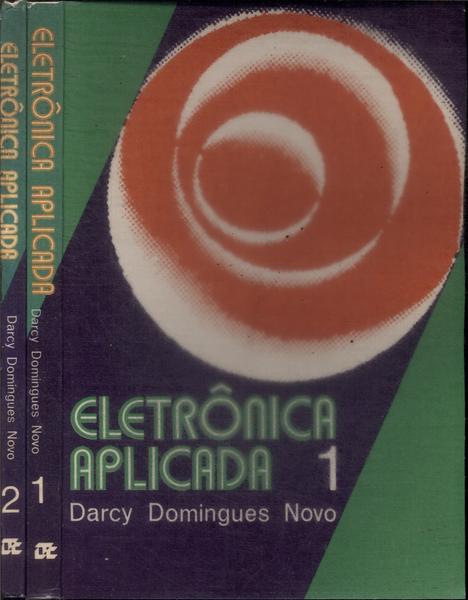 ELETRÔNICA APLICADA
Darcy Domingues Novo
2
ELETRÔNICA APLICADA
Darcy Domingues Novo
1
ELETRÔNICA
APLICADA 1
Darcy Domingues Novo